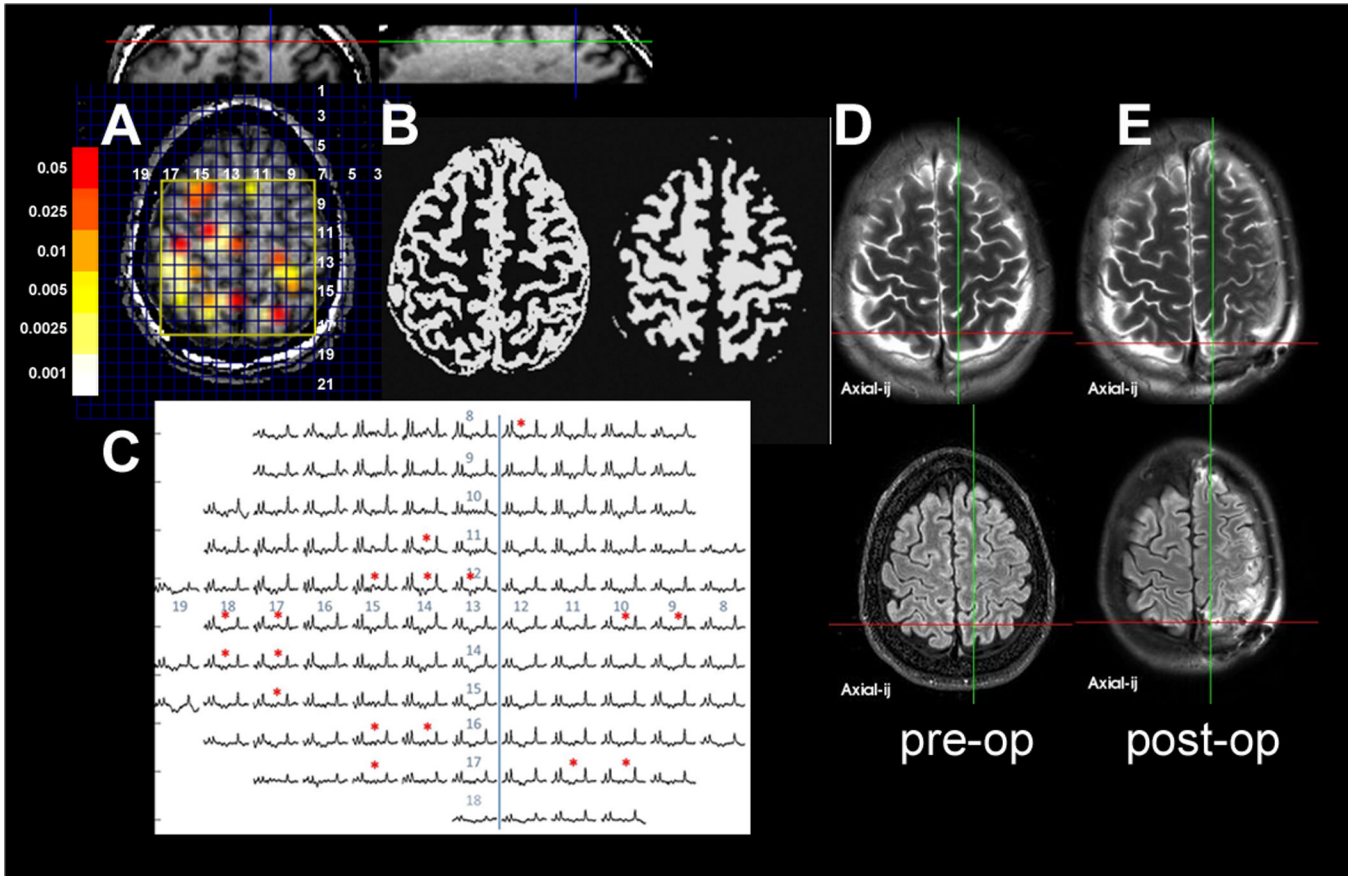 A
B
D
E
1
3
5
19 17 15 13 11 9 7 5 3
9
11
13
15
17
19
21
0.05
0.025
0.01
0.005
0.0025
0.001
Axial-ij
Axial-ij
C
8
9
10
11
12
19 18 17 16 15 14 13 12 11 10 9 8
14
15
16
17
18
Axial-ij
Axial-ij
pre-op
post-op